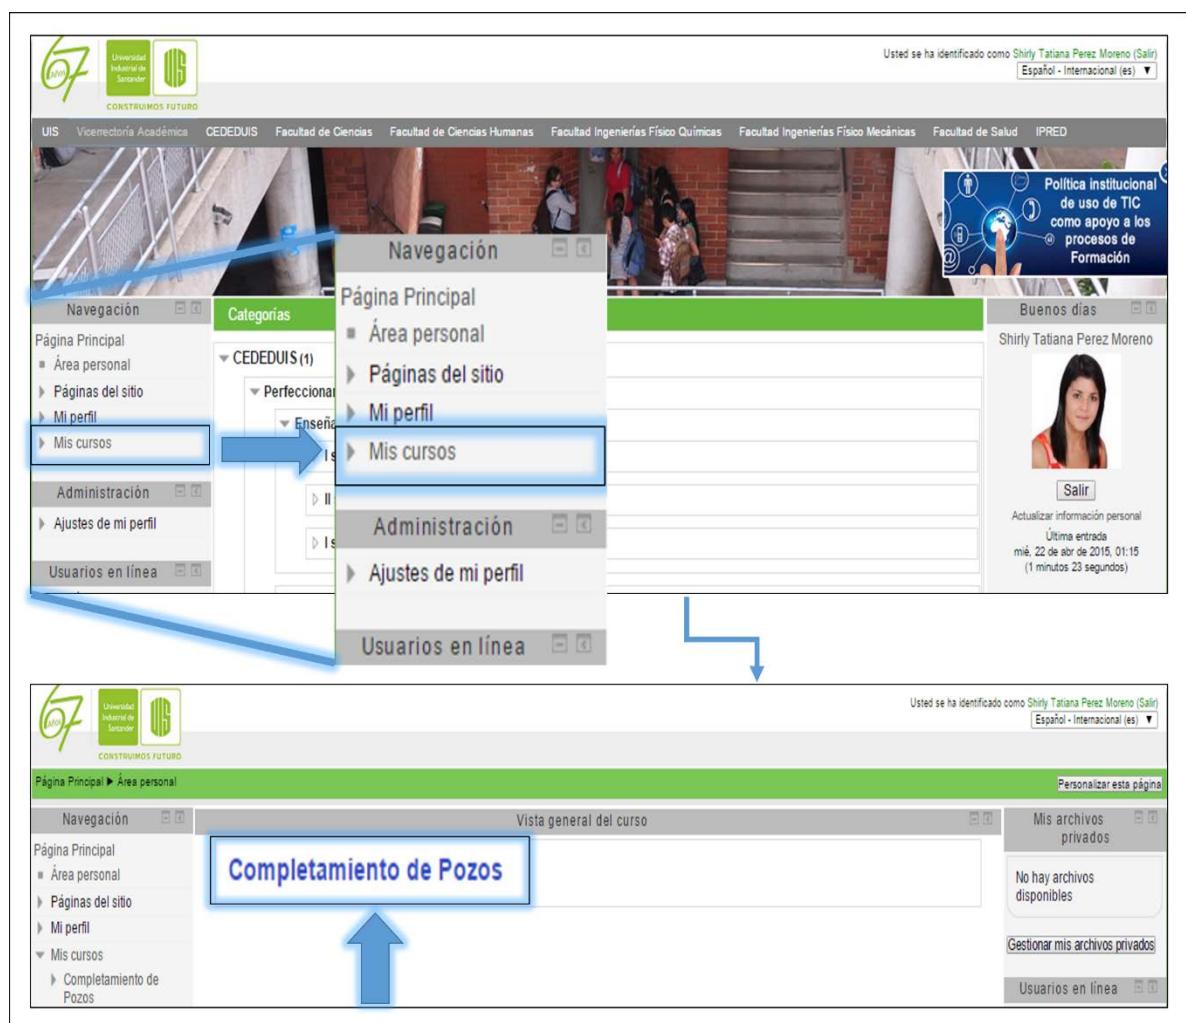 67
AÑOS
Universidad
Industrial de
Santander
UIS
CONSTRUIMOS FUTURO
Usted se ha identificado como Shirly Tatiana Perez Moreno (Salir)
Español - Internacional (es)
UIS Vicerrectoría Académica CEDEDUIS Facultad de Ciencias Facultad de Ciencias Humanas Facultad Ingenierías Físico Químicas Facultad Ingenierías Físico Mecánicas Facultad de Salud IPRED
Política institucional
de uso de TIC
como apoyo a los
procesos de
Formación
Navegación
Página Principal
Área personal
Páginas del sitio
Mi perfil
Mis cursos
Administración
Ajustes de mi perfil
Usuarios en línea
Categorías
CEDEDUIS (1)
Perfecciona
Enseña
I s
II
I s
Navegación
Página Principal
Área personal
Páginas del sitio
Mi perfil
Mis cursos
Administración
Ajustes de mi perfil
Usuarios en línea
Buenos días
Shirly Tatiana Perez Moreno
Salir
Actualizar información personal
Última entrada
mié, 22 de abr de 2015, 01:15
(1 minutos 23 segundos)
67
AÑOS
Universidad
Industrial de
Santander
UIS
CONSTRUIMOS FUTURO
Usted se ha identificado como Shirly Tatiana Perez Moreno (Salir)
Español - Internacional (es)
Página Principal ▶ Área personal
Personalizar esta página
Navegación
Página Principal
Área personal
Páginas del sitio
Mi perfil
Mis cursos
Completamiento de
Pozos
Vista general del curso
Completamiento de Pozos
Mis archivos
privados
No hay archivos
disponibles
Gestionar mis archivos privados
Usuarios en línea